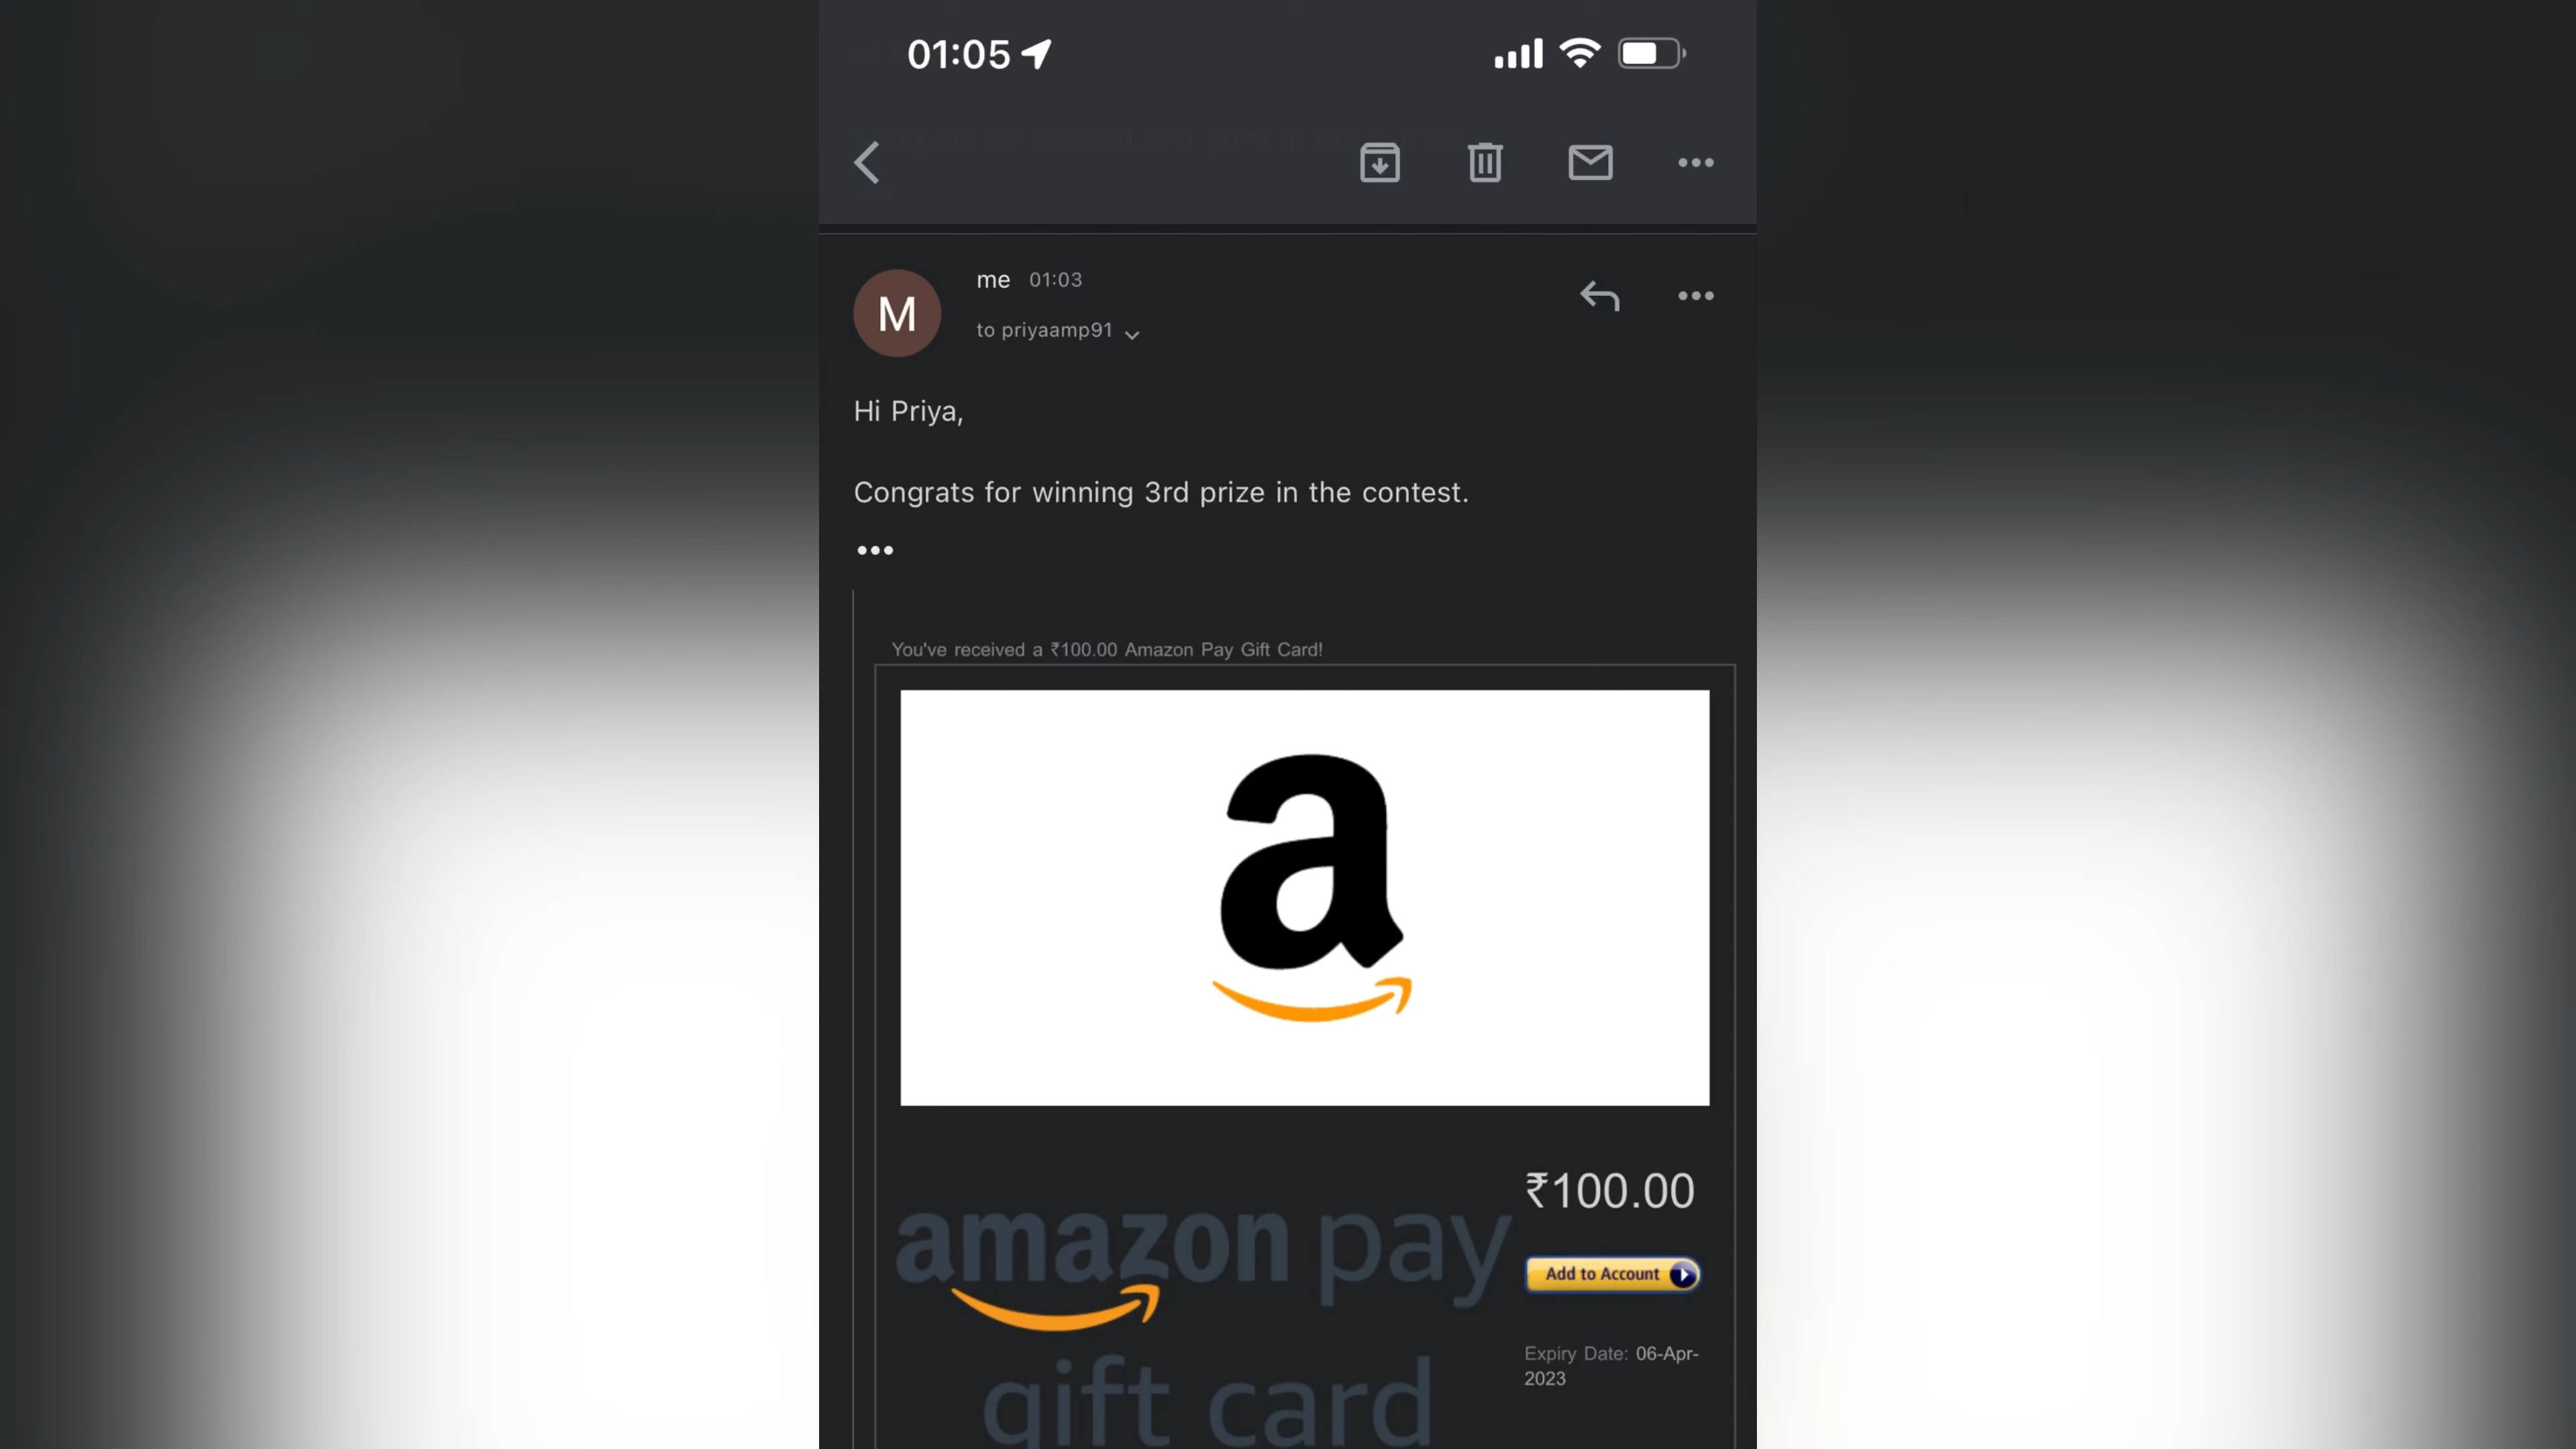 01:05
M
me 01:03
to priyaamp91
Hi Priya,
Congrats for winning 3rd prize in the contest.
You've received a ₹100.00 Amazon Pay Gift Card!
a
₹100.00
amazon pay
gift card
Add to Account
Expiry Date: 06-Apr-
2023